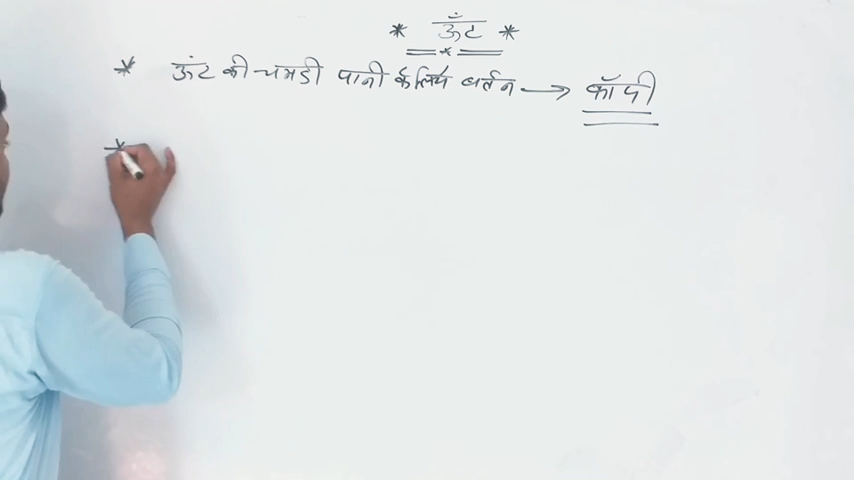 * ऊँट *
* ऊंट की चमडी पानी के लिये बर्तन → कॉपी
*